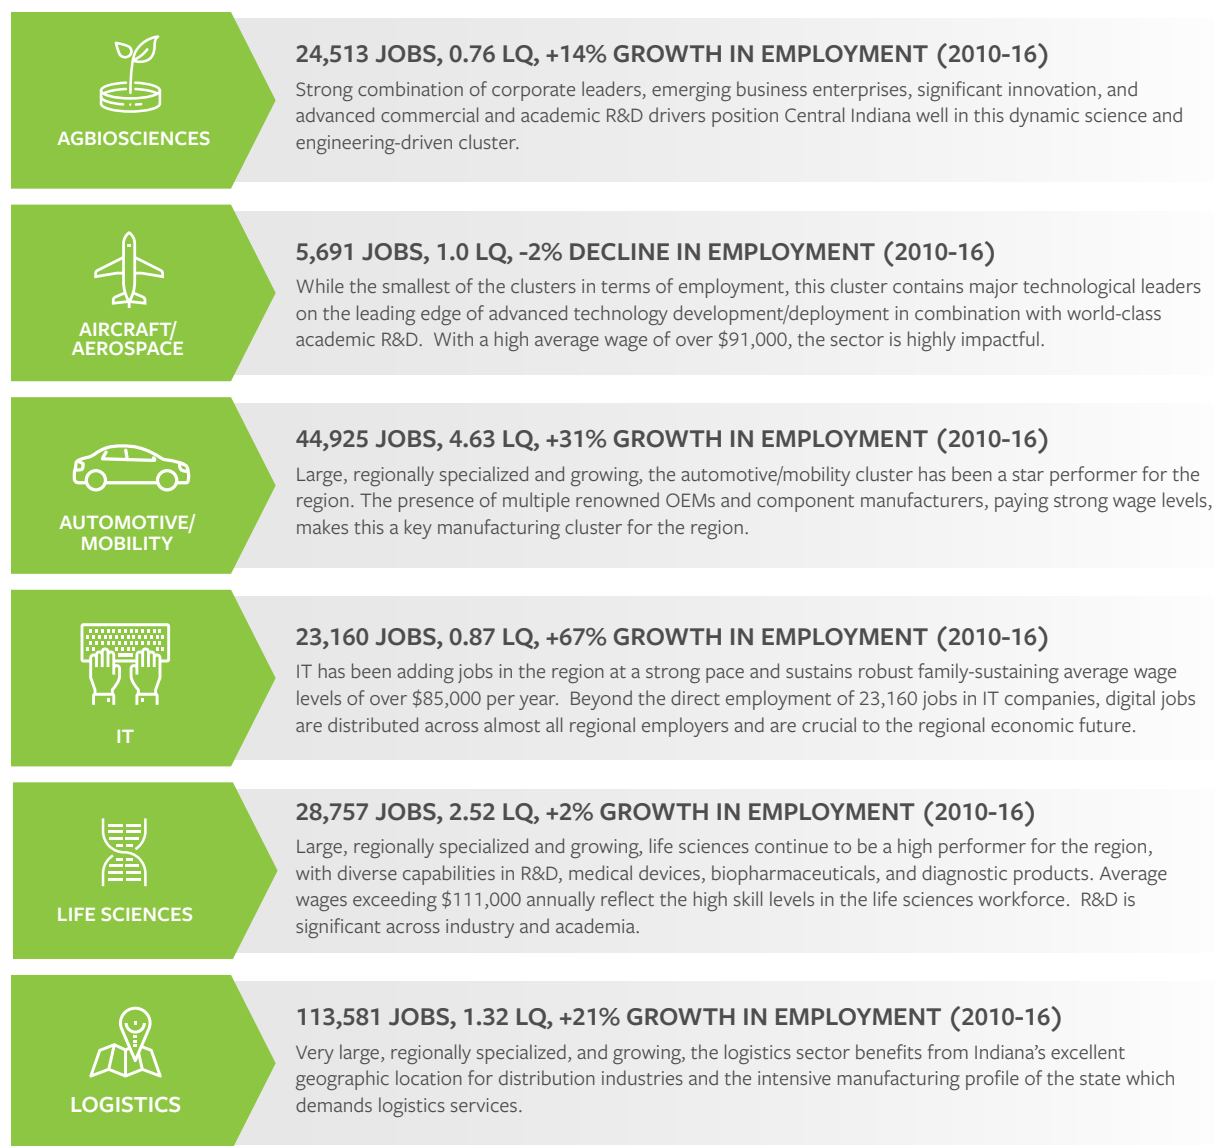 24,513 JOBS, 0.76 LQ, +14% GROWTH IN EMPLOYMENT (2010-16)
Strong combination of corporate leaders, emerging business enterprises, significant innovation, and
advanced commercial and academic R&D drivers position Central Indiana well in this dynamic science and
engineering-driven cluster.
AGBIOSCIENCES
5,691 JOBS, 1.0 LQ, -2% DECLINE IN EMPLOYMENT (2010-16)
While the smallest of the clusters in terms of employment, this cluster contains major technological leaders
on the leading edge of advanced technology development/deployment in combination with world-class
academic R&D.  With a high average wage of over $91,000, the sector is highly impactful.
AIRCRAFT/
AEROSPACE
44,925 JOBS, 4.63 LQ, +31% GROWTH IN EMPLOYMENT (2010-16)
Large, regionally specialized and growing, the automotive/mobility cluster has been a star performer for the
region. The presence of multiple renowned OEMs and component manufacturers, paying strong wage levels,
makes this a key manufacturing cluster for the region.
AUTOMOTIVE/
MOBILITY
23,160 JOBS, 0.87 LQ, +67% GROWTH IN EMPLOYMENT (2010-16)
IT has been adding jobs in the region at a strong pace and sustains robust family-sustaining average wage
levels of over $85,000 per year.  Beyond the direct employment of 23,160 jobs in IT companies, digital jobs
are distributed across almost all regional employers and are crucial to the regional economic future.
IT
28,757 JOBS, 2.52 LQ, +2% GROWTH IN EMPLOYMENT (2010-16)
Large, regionally specialized and growing, life sciences continue to be a high performer for the region,
with diverse capabilities in R&D, medical devices, biopharmaceuticals, and diagnostic products. Average
wages exceeding $111,000 annually reflect the high skill levels in the life sciences workforce.  R&D is
significant across industry and academia.
LIFE SCIENCES
113,581 JOBS, 1.32 LQ, +21% GROWTH IN EMPLOYMENT (2010-16)
Very large, regionally specialized, and growing, the logistics sector benefits from Indiana’s excellent
geographic location for distribution industries and the intensive manufacturing profile of the state which
demands logistics services.
LOGISTICS